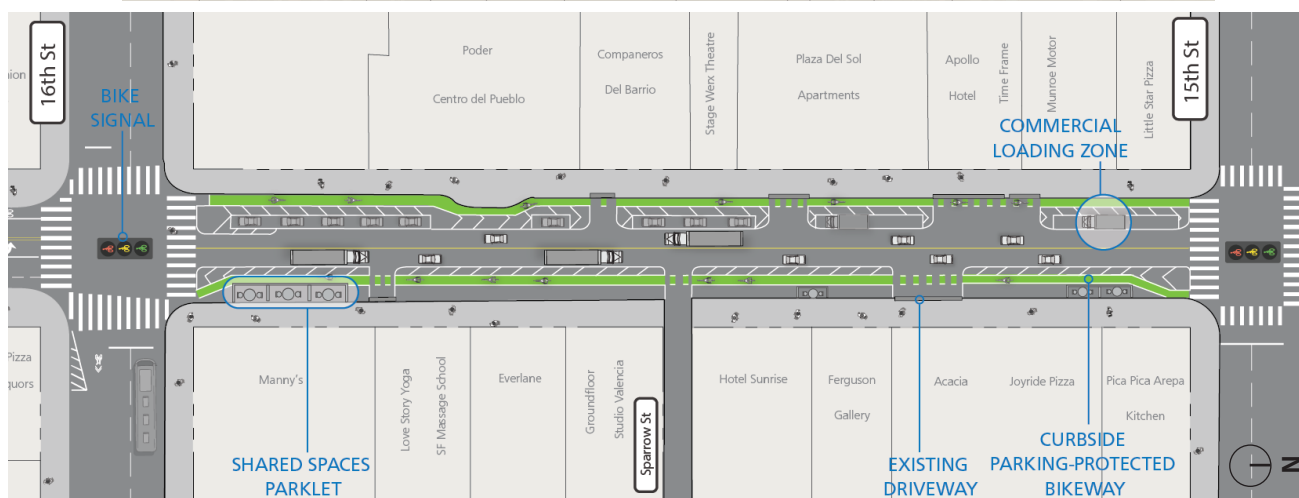 16th St
BIKE
SIGNAL
Poder
Centro del Pueblo
Companeros
Del Barrio
Stage Werx Theatre
Plaza Del Sol
Apartments
Apollo
Hotel
Time Frame
Munroe Motor
Little Star Pizza
15th St
COMMERCIAL
LOADING ZONE
Pizza
Manny's
Love Story Yoga
SF Massage School
Everlane
Groundfloor
Studio Valencia
Sparrow St
Hotel Sunrise
Ferguson
Gallery
Acacia
Joyride Pizza
Pica Pica Arepa
Kitchen
SHARED SPACES
PARKLET
EXISTING
DRIVEWAY
CURBSIDE
PARKING-PROTECTED
BIKEWAY
N